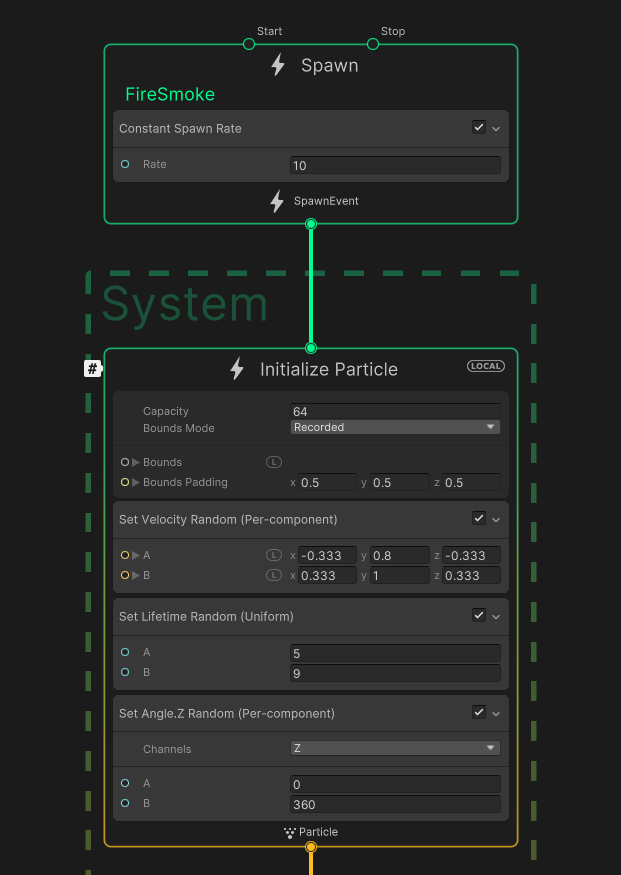 Start Stop
Spawn
FireSmoke
Constant Spawn Rate
Rate 10
SpawnEvent
System
# Initialize Particle LOCAL
Capacity 64
Bounds Mode Recorded
Bounds L
Bounds Padding x 0.5 y 0.5 z 0.5
Set Velocity Random (Per-component)
A L x -0.333 y 0.8 z -0.333
B L x 0.333 y 1 z 0.333
Set Lifetime Random (Uniform)
A 5
B 9
Set Angle.Z Random (Per-component)
Channels Z
A 0
B 360
Particle